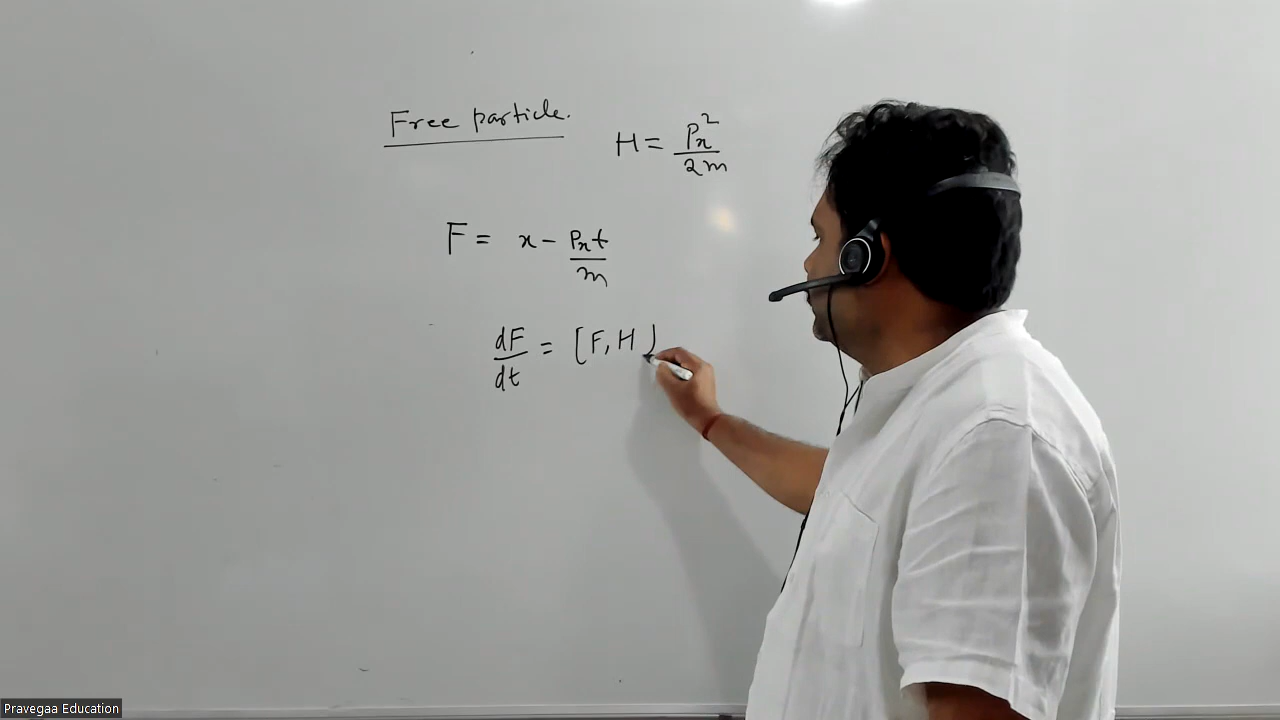 Free particle.
H = Px²/2m
F = x - Pxt/m
dF/dt = [F, H]
Pravegaa Education